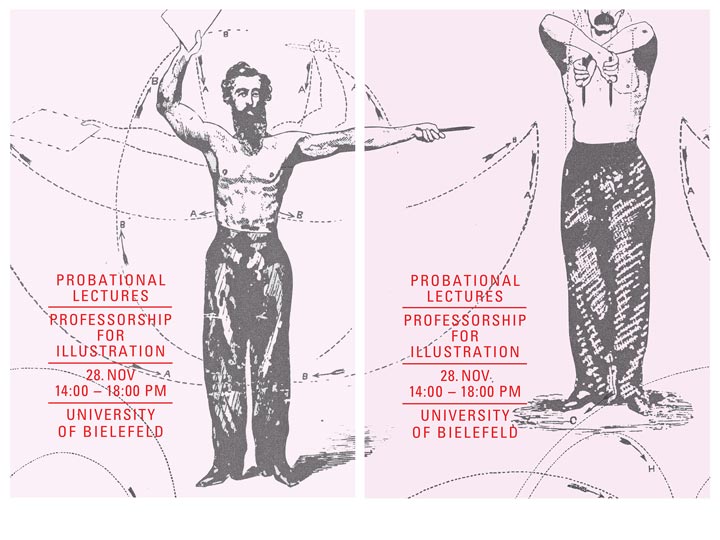 B
A
B
A
B
A
B
A
B
PROBATIONAL
LECTURES
PROFESSORSHIP
FOR
ILLUSTRATION
28. NOV
14:00 – 18:00 PM
UNIVERSITY
OF BIELEFELD
B
A
A
PROBATIONAL
LECTURES
PROFESSORSHIP
FOR
ILLUSTRATION
28. NOV.
14:00 – 18:00 PM
UNIVERSITY
OF BIELEFELD
C
H